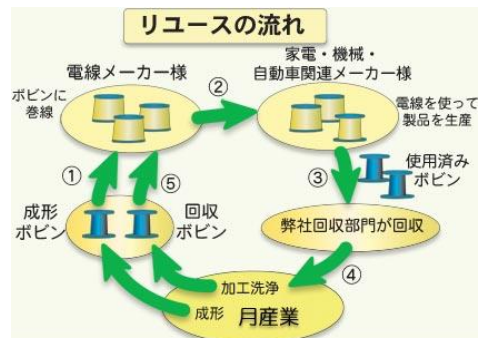 リユースの流れ
電線メーカー様
ボビンに
巻線
②
家電・機械・
自動車関連メーカー様
電線を使って
製品を生産
①
⑤
③
使用済み
ボビン
成形
ボビン
回収
ボビン
弊社回収部門が回収
④
加工洗浄
成形
月産業